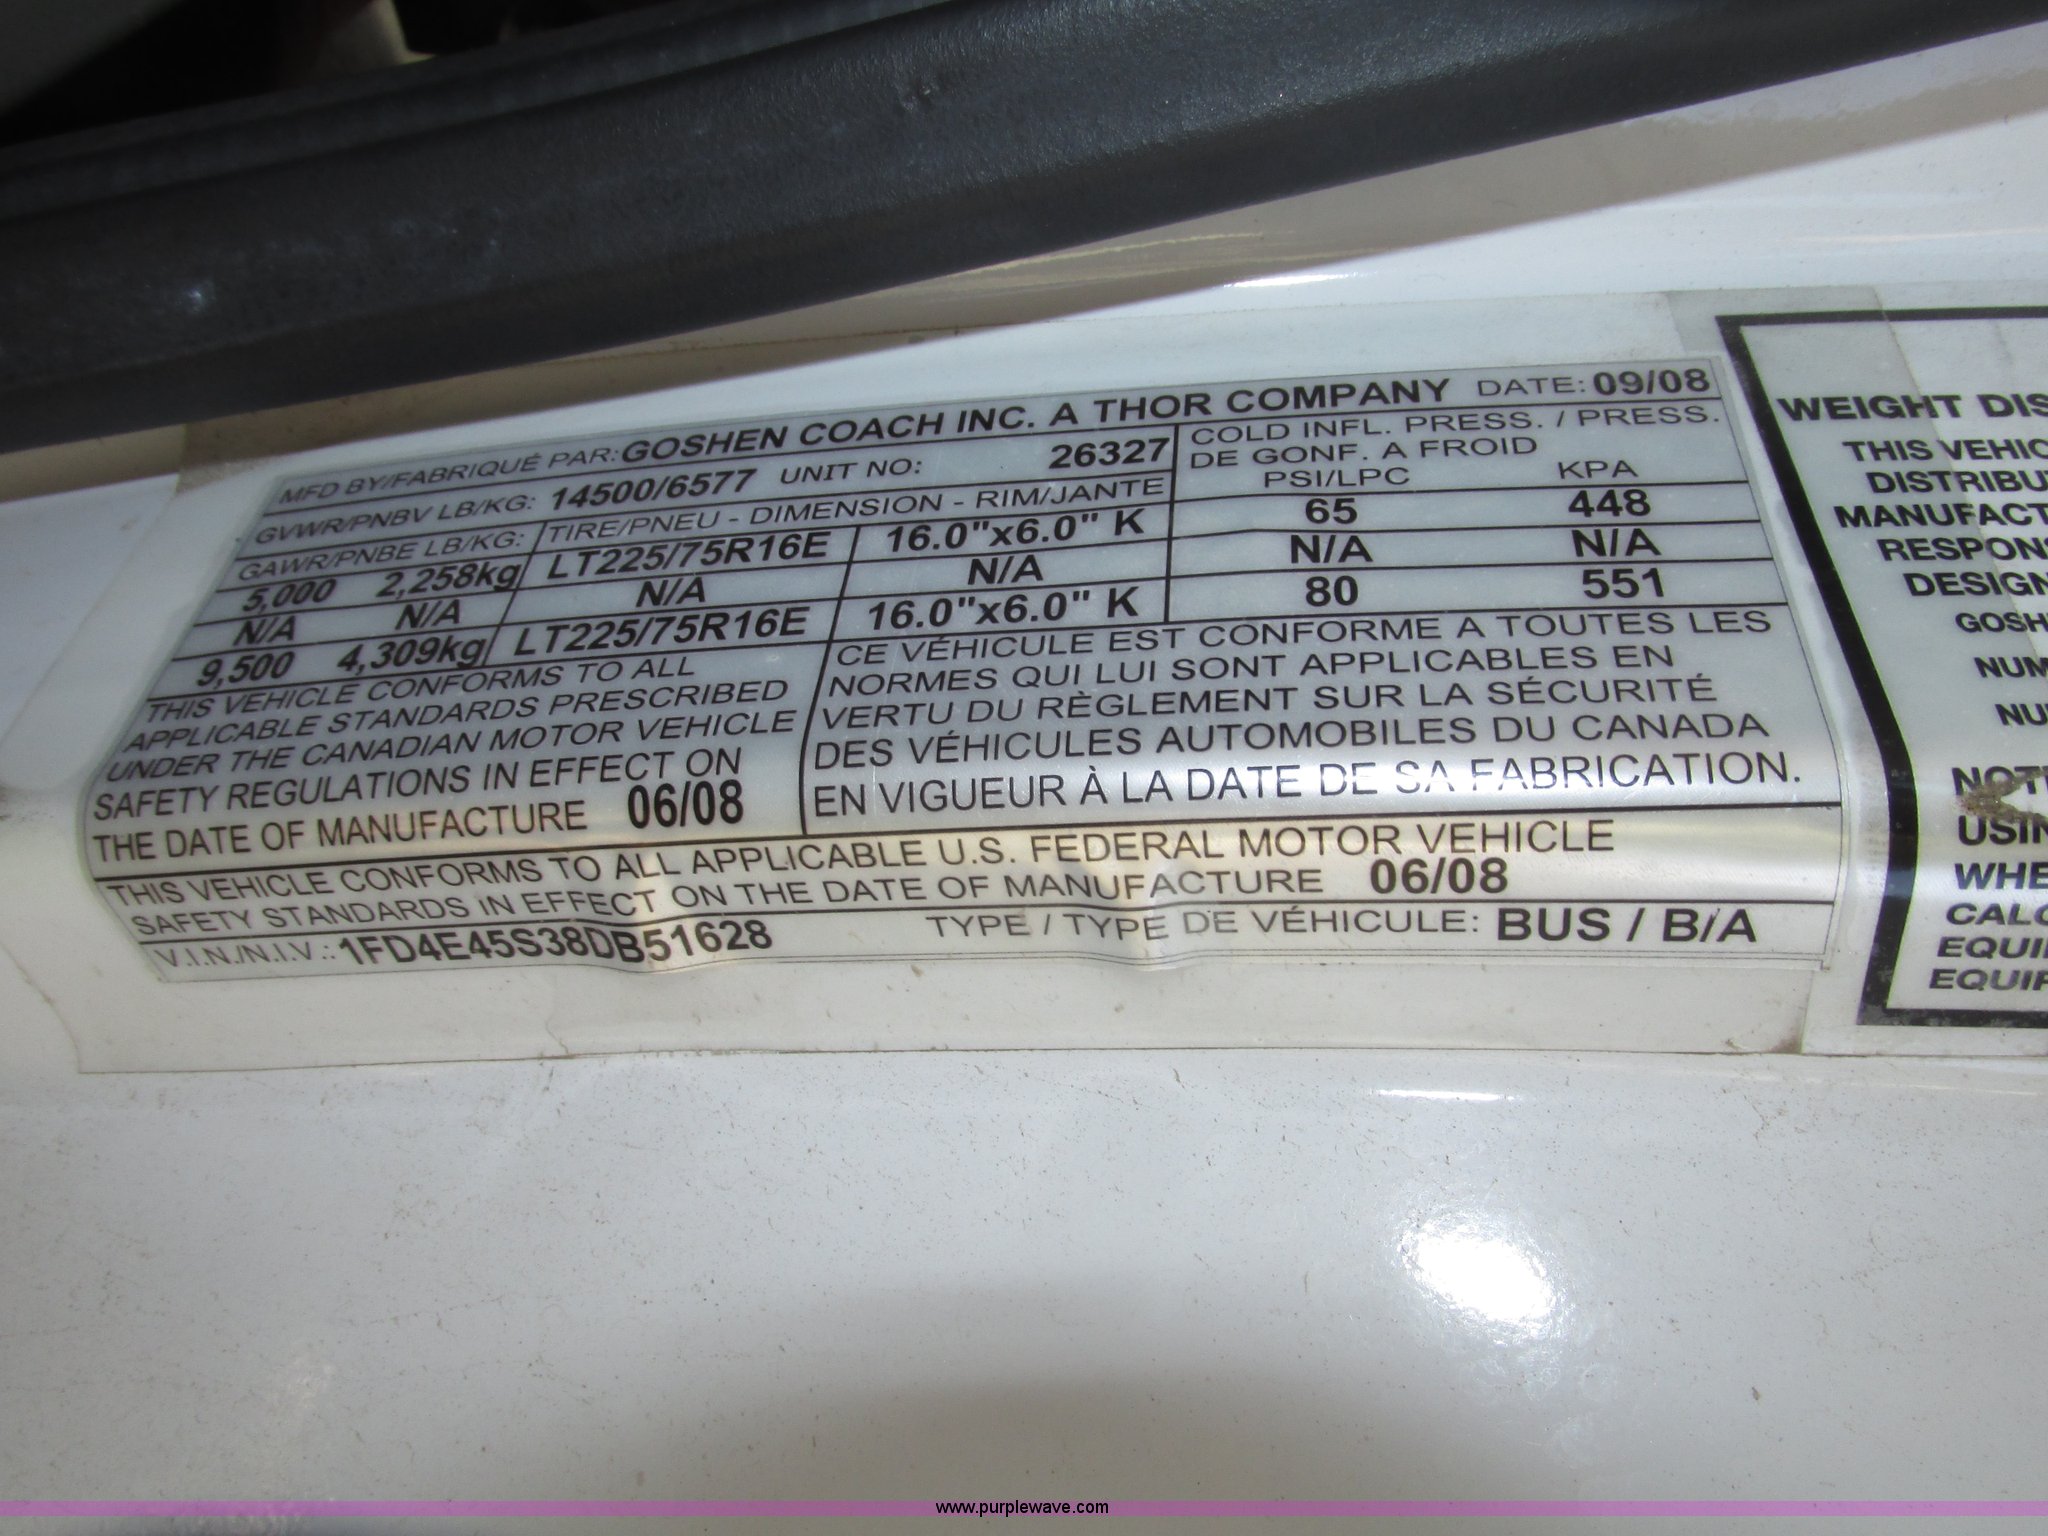 MFD BY/FABRIQUÉ PAR: GOSHEN COACH INC. A THOR COMPANY DATE: 09/08
GVWR/PNBV LB/KG: 14500/6577 UNIT NO: 26327
COLD INFL. PRESS. / PRESS.
DE GONF. A FROID
GAWR/PNBE LB/KG: TIRE/PNEU - DIMENSION - RIM/JANTE PSI/LPC KPA
5,000 2,258kg LT225/75R16E 16.0"x6.0" K 65 448
N/A N/A N/A N/A N/A N/A
9,500 4,309kg LT225/75R16E 16.0"x6.0" K 80 551
THIS VEHICLE CONFORMS TO ALL
APPLICABLE STANDARDS PRESCRIBED
UNDER THE CANADIAN MOTOR VEHICLE
SAFETY REGULATIONS IN EFFECT ON
THE DATE OF MANUFACTURE 06/08
CE VÉHICULE EST CONFORME A TOUTES LES
NORMES QUI LUI SONT APPLICABLES EN
VERTU DU RÈGLEMENT SUR LA SÉCURITÉ
DES VÉHICULES AUTOMOBILES DU CANADA
EN VIGUEUR À LA DATE DE SA FABRICATION.
THIS VEHICLE CONFORMS TO ALL APPLICABLE U.S. FEDERAL MOTOR VEHICLE
SAFETY STANDARDS IN EFFECT ON THE DATE OF MANUFACTURE 06/08
V.I.N./N.I.V.: 1FD4E45S38DB51628 TYPE / TYPE DE VÉHICULE: BUS / B/A
WEIGHT DIS
THIS VEHIC
DISTRIBU
MANUFACT
RESPONS
DESIGN
GOSH
NUM
NU
NOT
USIN
WHE
CALC
EQUI
EQUIP
www.purplewave.com